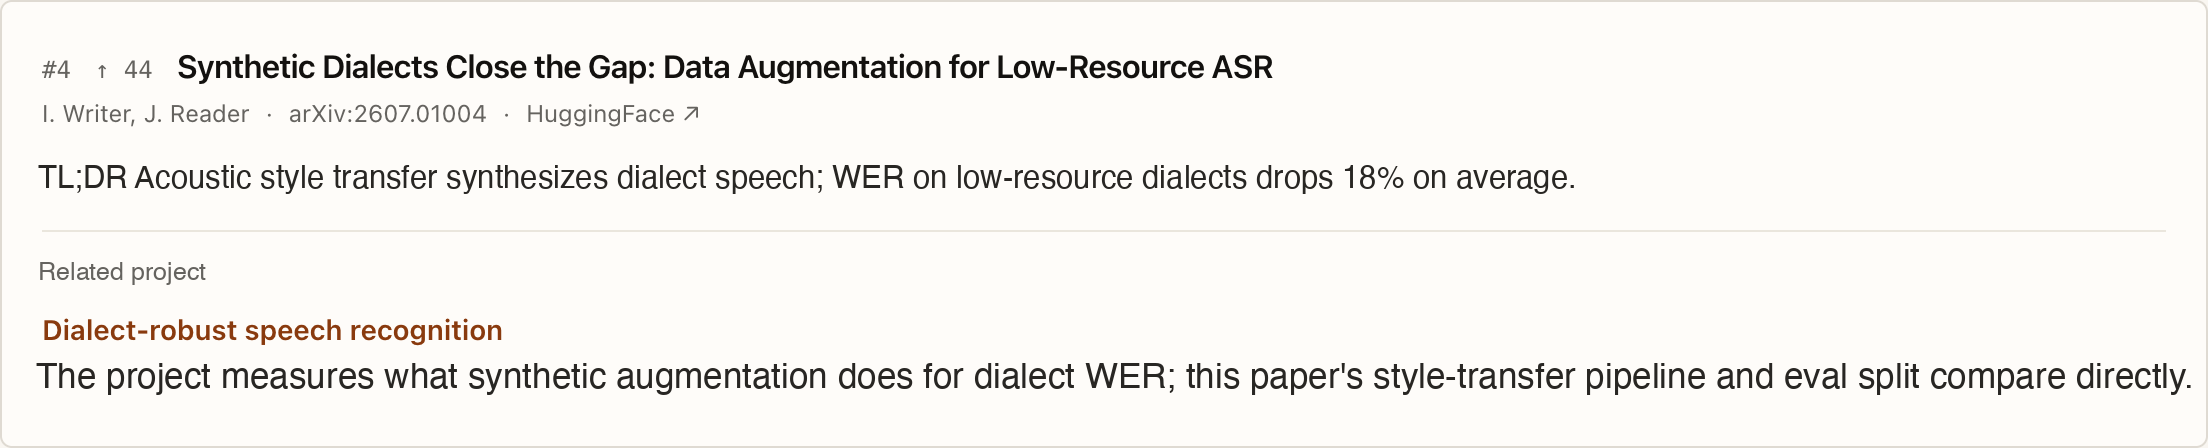 #4 ↑ 44 Synthetic Dialects Close the Gap: Data Augmentation for Low-Resource ASR
I. Writer, J. Reader · arXiv:2607.01004 · HuggingFace ↗
TL;DR Acoustic style transfer synthesizes dialect speech; WER on low-resource dialects drops 18% on average.
Related project
Dialect-robust speech recognition
The project measures what synthetic augmentation does for dialect WER; this paper's style-transfer pipeline and eval split compare directly.